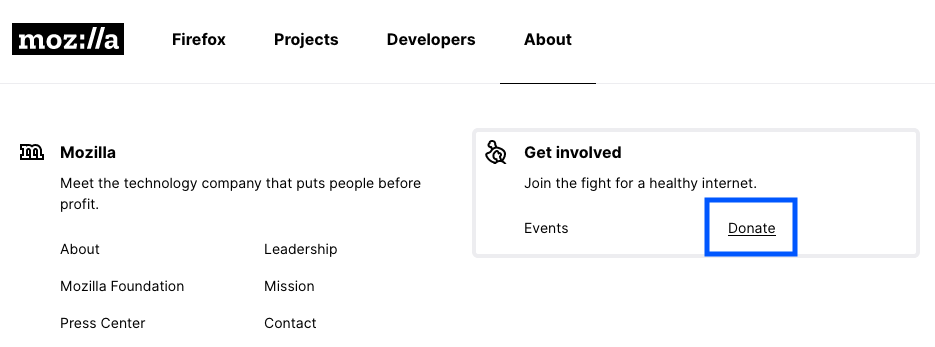 moz://a
Firefox Projects Developers About
Mozilla
Meet the technology company that puts people before
profit.
About Leadership
Mozilla Foundation Mission
Press Center Contact
Get involved
Join the fight for a healthy internet.
Events Donate